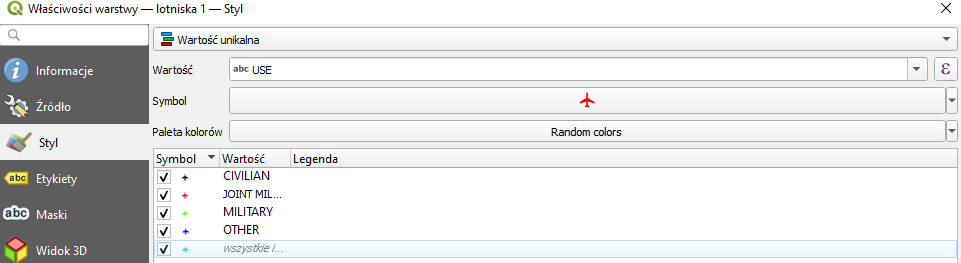 Właściwości warstwy — lotniska 1 — Styl
Wartość unikalna
Informacje
Wartość
abc USE
ε
Źródło
Symbol
Styl
Paleta kolorów
Random colors
Symbol Wartość Legenda
Etykiety
CIVILIAN
JOINT MIL...
abc Maski
MILITARY
OTHER
Widok 3D
wszystkie i...